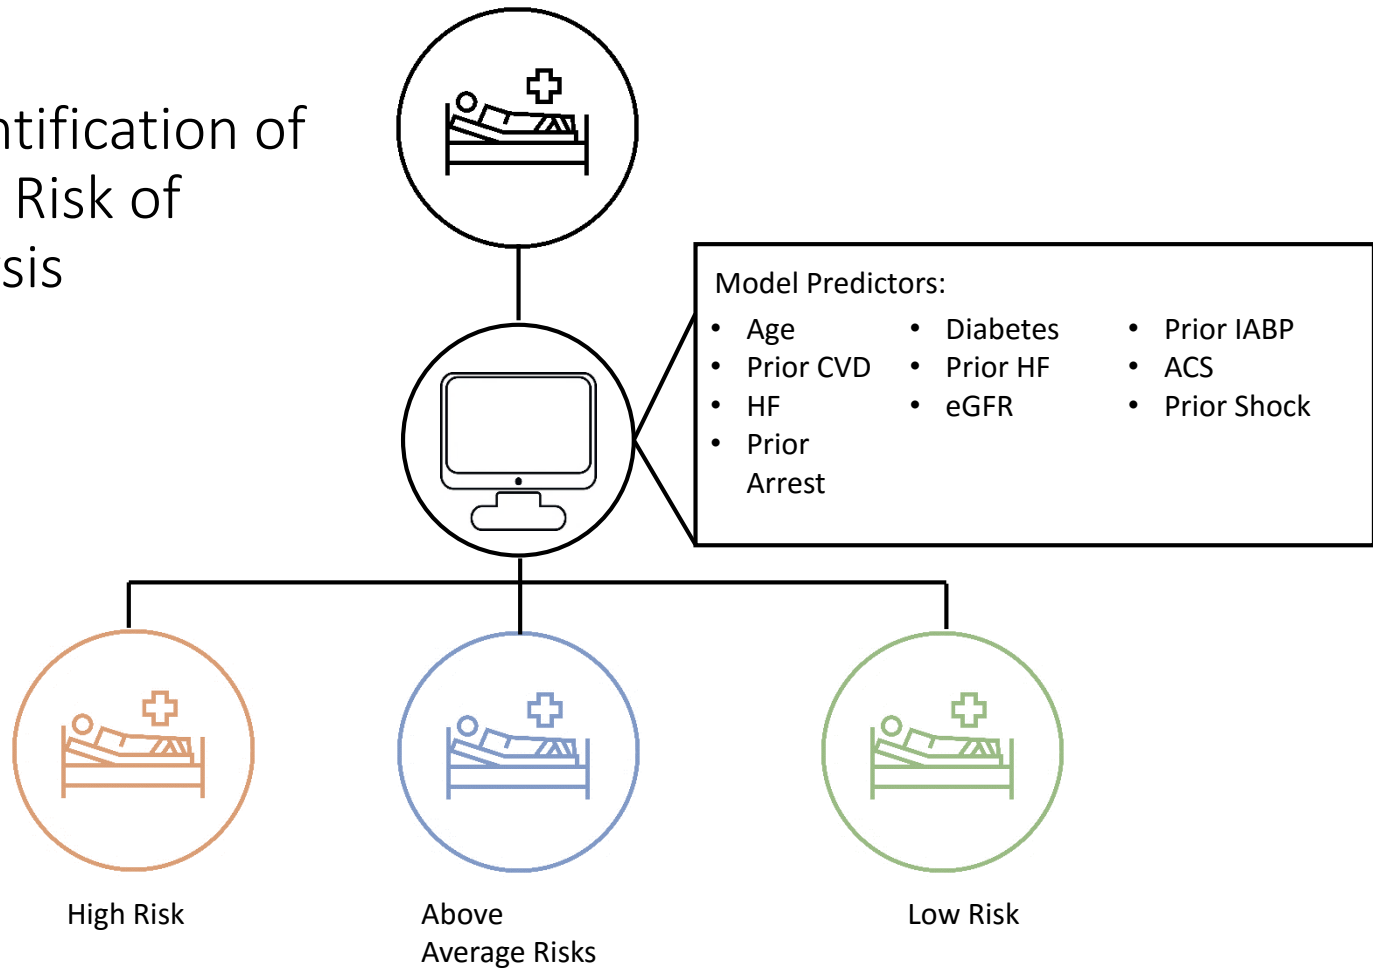 ntification of
Risk of
sis
Model Predictors:
• Age
• Prior CVD
• HF
• Prior
Arrest
• Diabetes
• Prior HF
• eGFR
• Prior IABP
• ACS
• Prior Shock
High Risk
Above
Average Risks
Low Risk